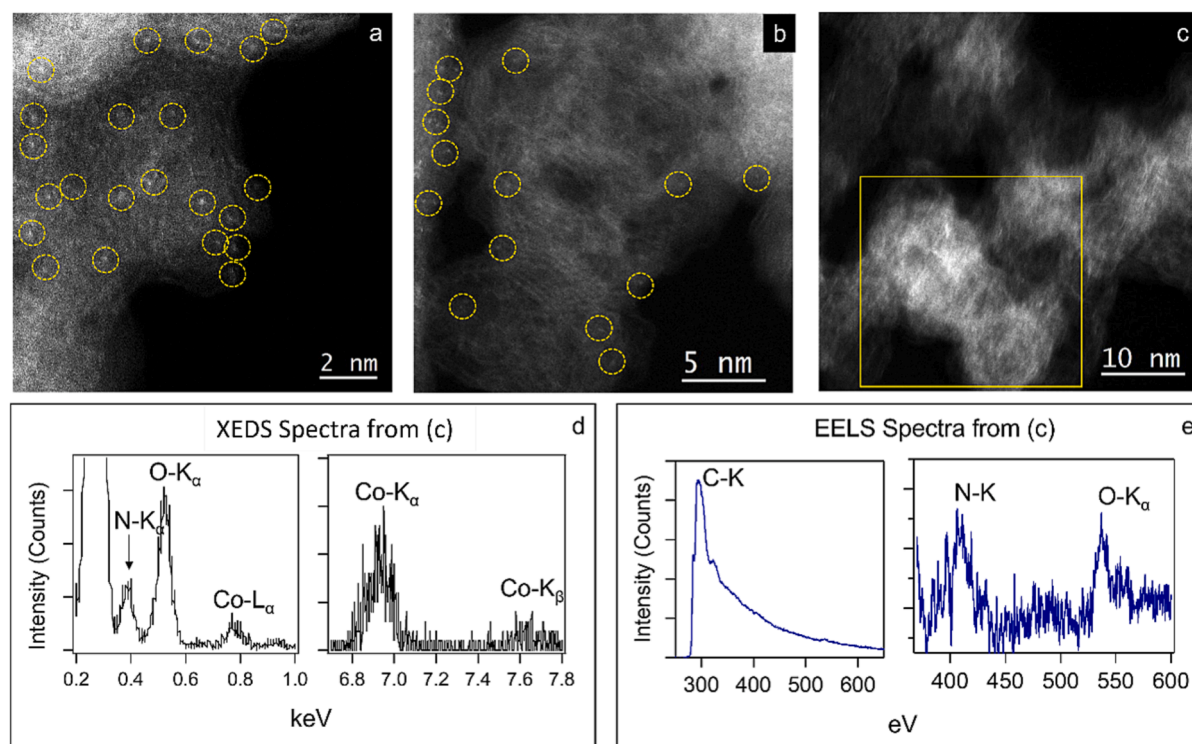 a
b
c
2 nm
5 nm
10 nm
XEDS Spectra from (c)
d
Intensity (Counts)
N-Kα
O-Kα
Co-Lα
0.2 0.4 0.6 0.8 1.0
Co-Kα
Co-Kβ
6.8 7.0 7.2 7.4 7.6 7.8
keV
EELS Spectra from (c)
e
Intensity (Counts)
C-K
300 400 500 600
N-K
O-Kα
400 450 500 550 600
eV